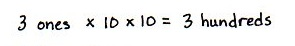 3 ones x 10 x 10 = 3 hundreds